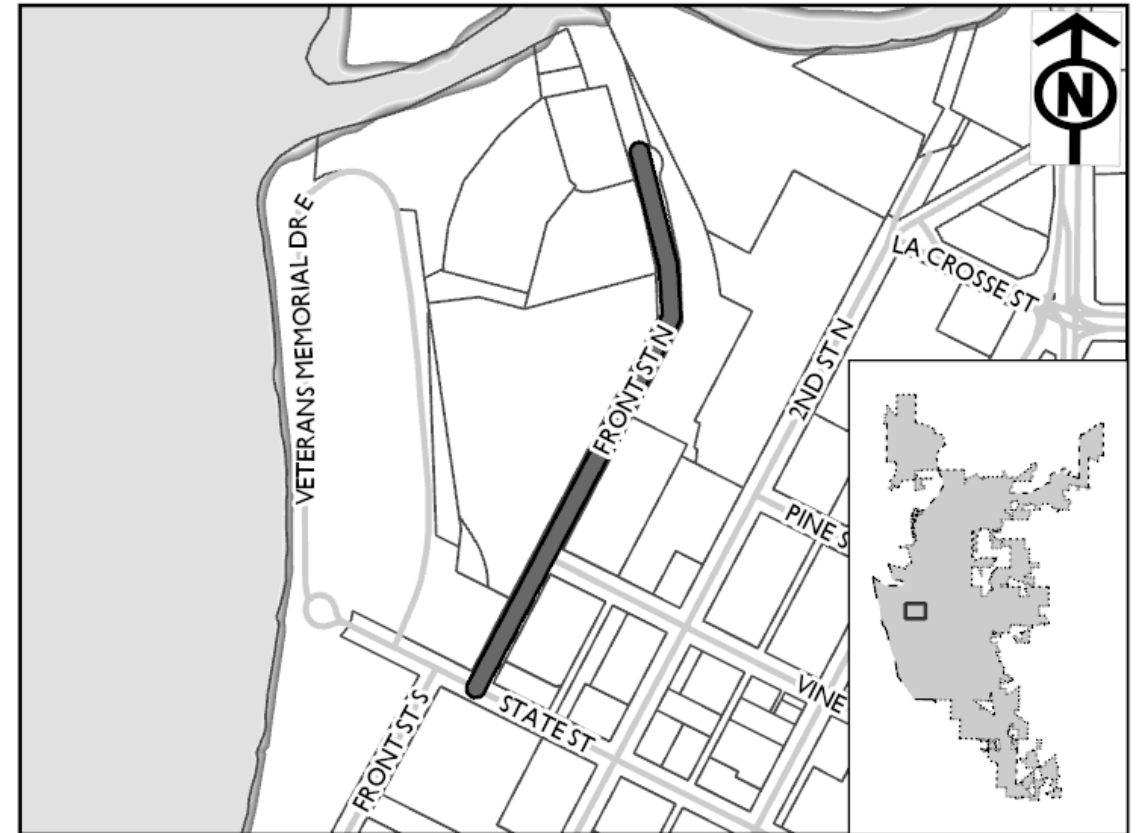 N
VETERANS MEMORIAL DR E
LA CROSSE ST
FRONT ST N
2ND ST N
PINE S
VINE
STATE ST
FRONT ST S